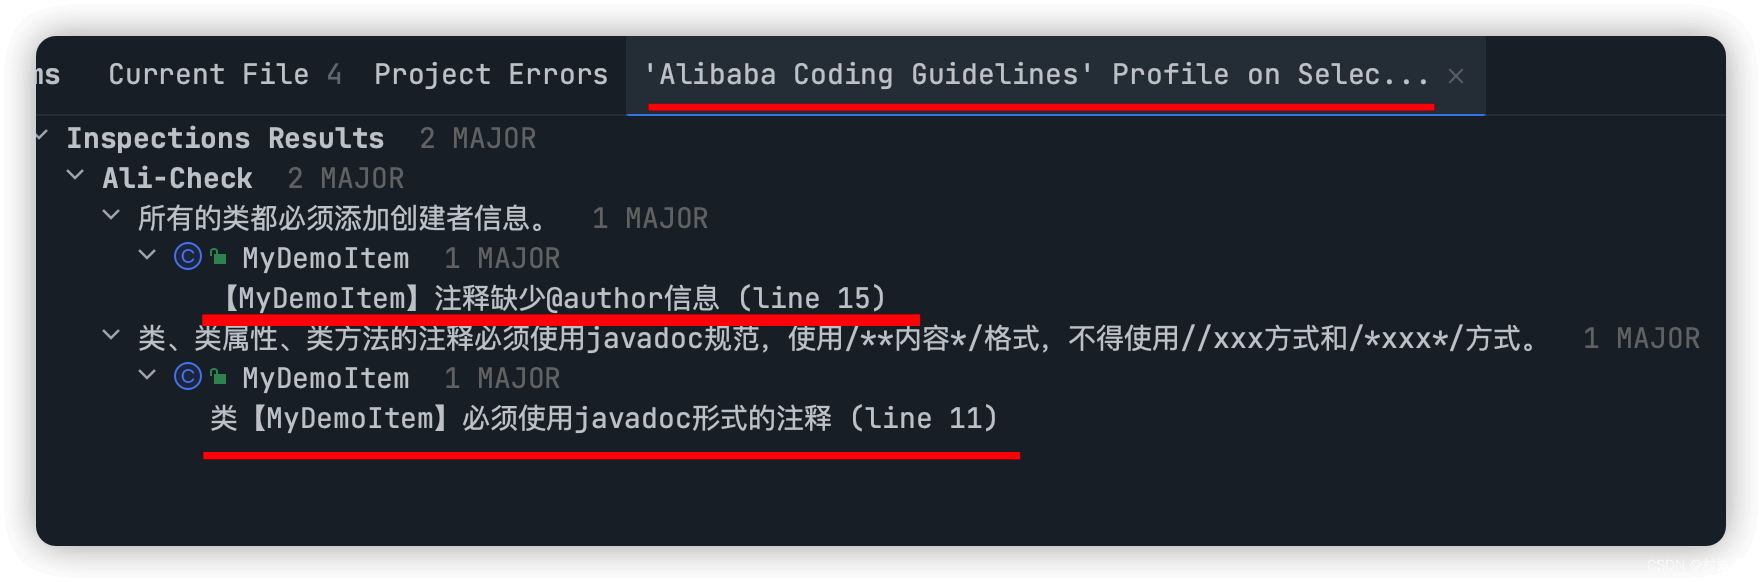 Current File 4 Project Errors 'Alibaba Coding Guidelines' Profile on Selec...
Inspections Results 2 MAJOR
Ali-Check 2 MAJOR
所有的类都必须添加创建者信息。 1 MAJOR
MyDemoItem 1 MAJOR
【MyDemoItem】注释缺少@author信息 (line 15)
类、类属性、类方法的注释必须使用javadoc规范，使用/**内容*/格式，不得使用//xxx方式和/*xxx*/方式。 1 MAJOR
MyDemoItem 1 MAJOR
类【MyDemoItem】必须使用javadoc形式的注释 (line 11)